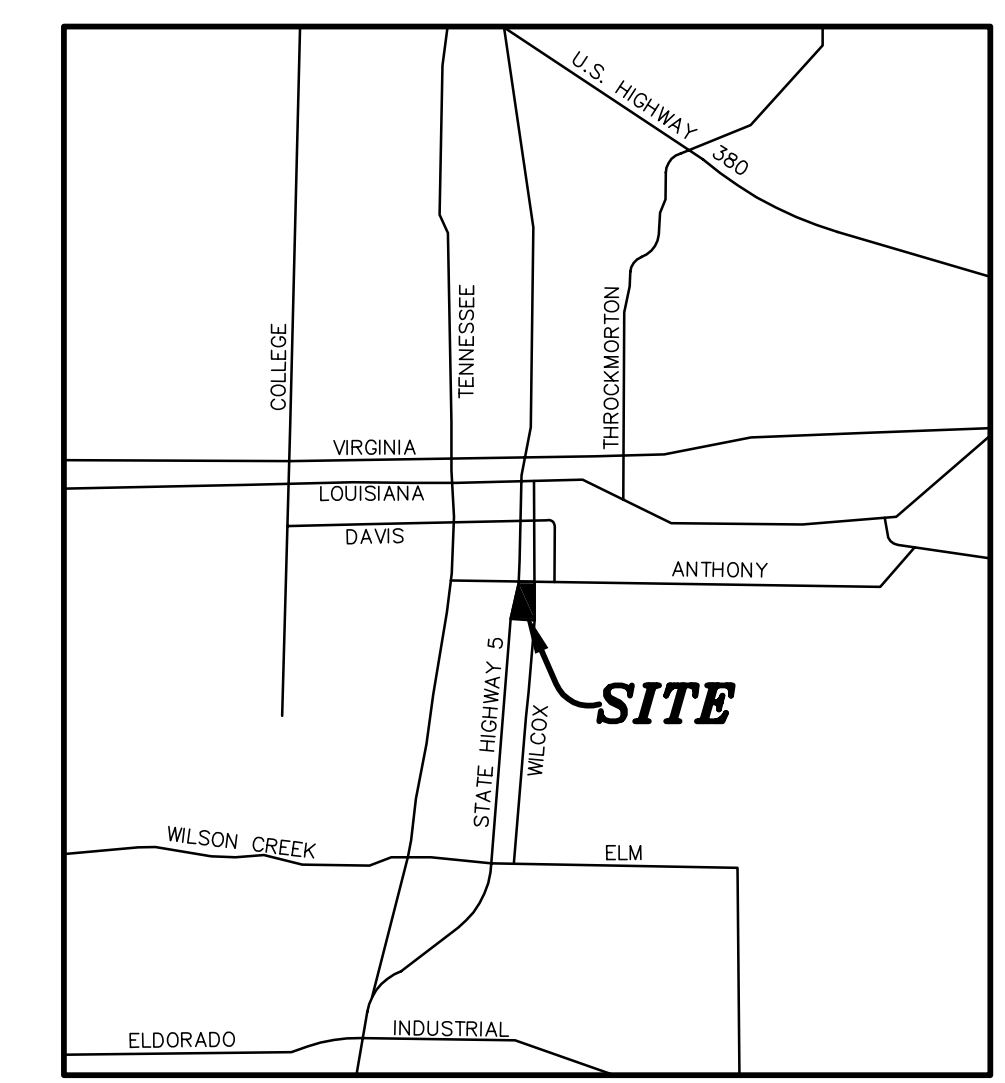 U.S. HIGHWAY 380
COLLEGE
TENNESSEE
THROCKMORTON
VIRGINIA
LOUISIANA
DAVIS
ANTHONY
STATE HIGHWAY 5
WILCOX
SITE
WILSON CREEK
ELM
ELDORADO
INDUSTRIAL